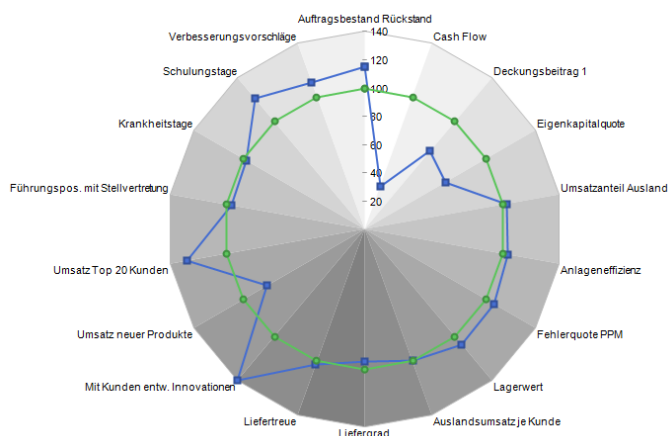 Auftragsbestand Rückstand
Verbesserungsvorschläge
140
Cash Flow
Schulungstage
120
Deckungsbeitrag 1
100
Krankheitstage
80
Eigenkapitalquote
60
Führungspos. mit Stellvertretung
40
Umsatzanteil Ausland
20
Umsatz Top 20 Kunden
Anlageneffizienz
Umsatz neuer Produkte
Fehlerquote PPM
Mit Kunden entw. Innovationen
Lagerwert
Liefertreue
Auslandsumsatz je Kunde
Liefergrad